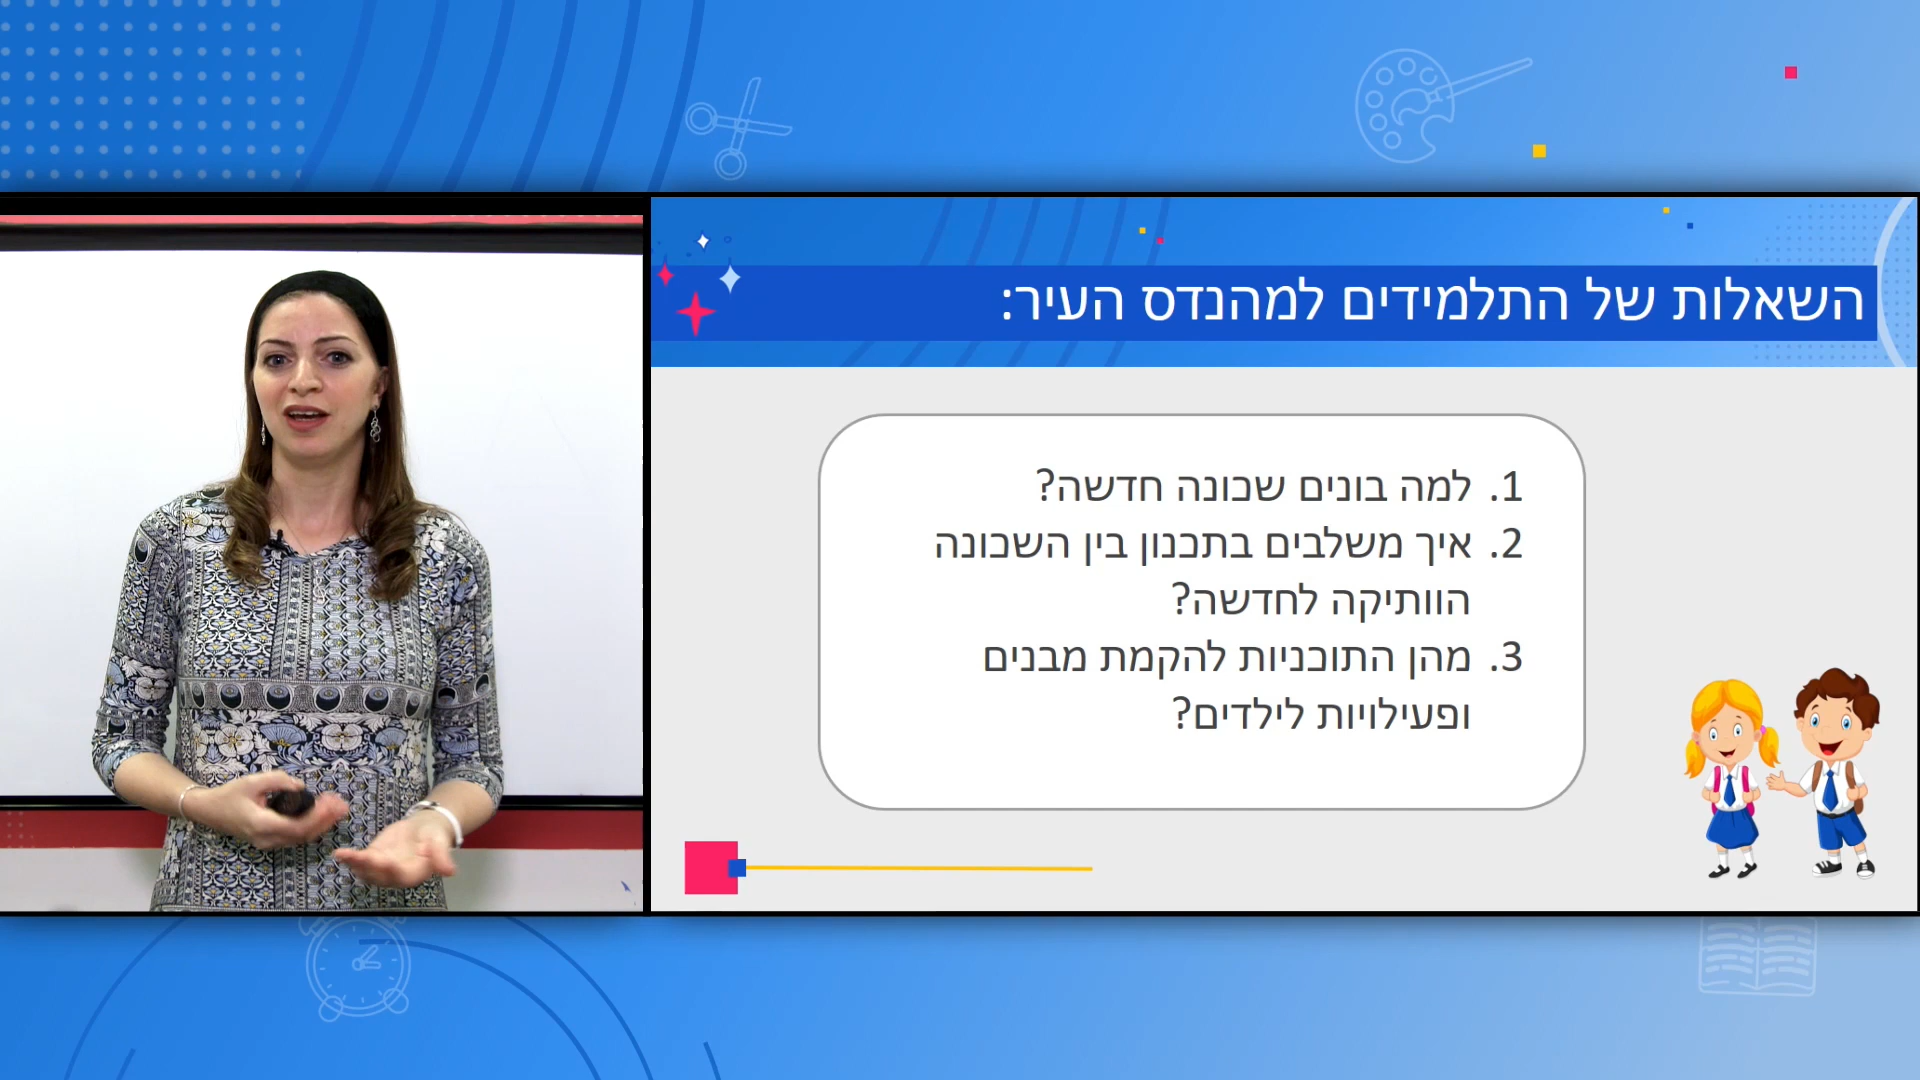 השאלות של התלמידים למהנדס העיר:
1. למה בונים שכונה חדשה?
2. איך משלבים בתכנון בין השכונה
הוותיקה לחדשה?
3. מהן התוכניות להקמת מבנים
ופעילויות לילדים?